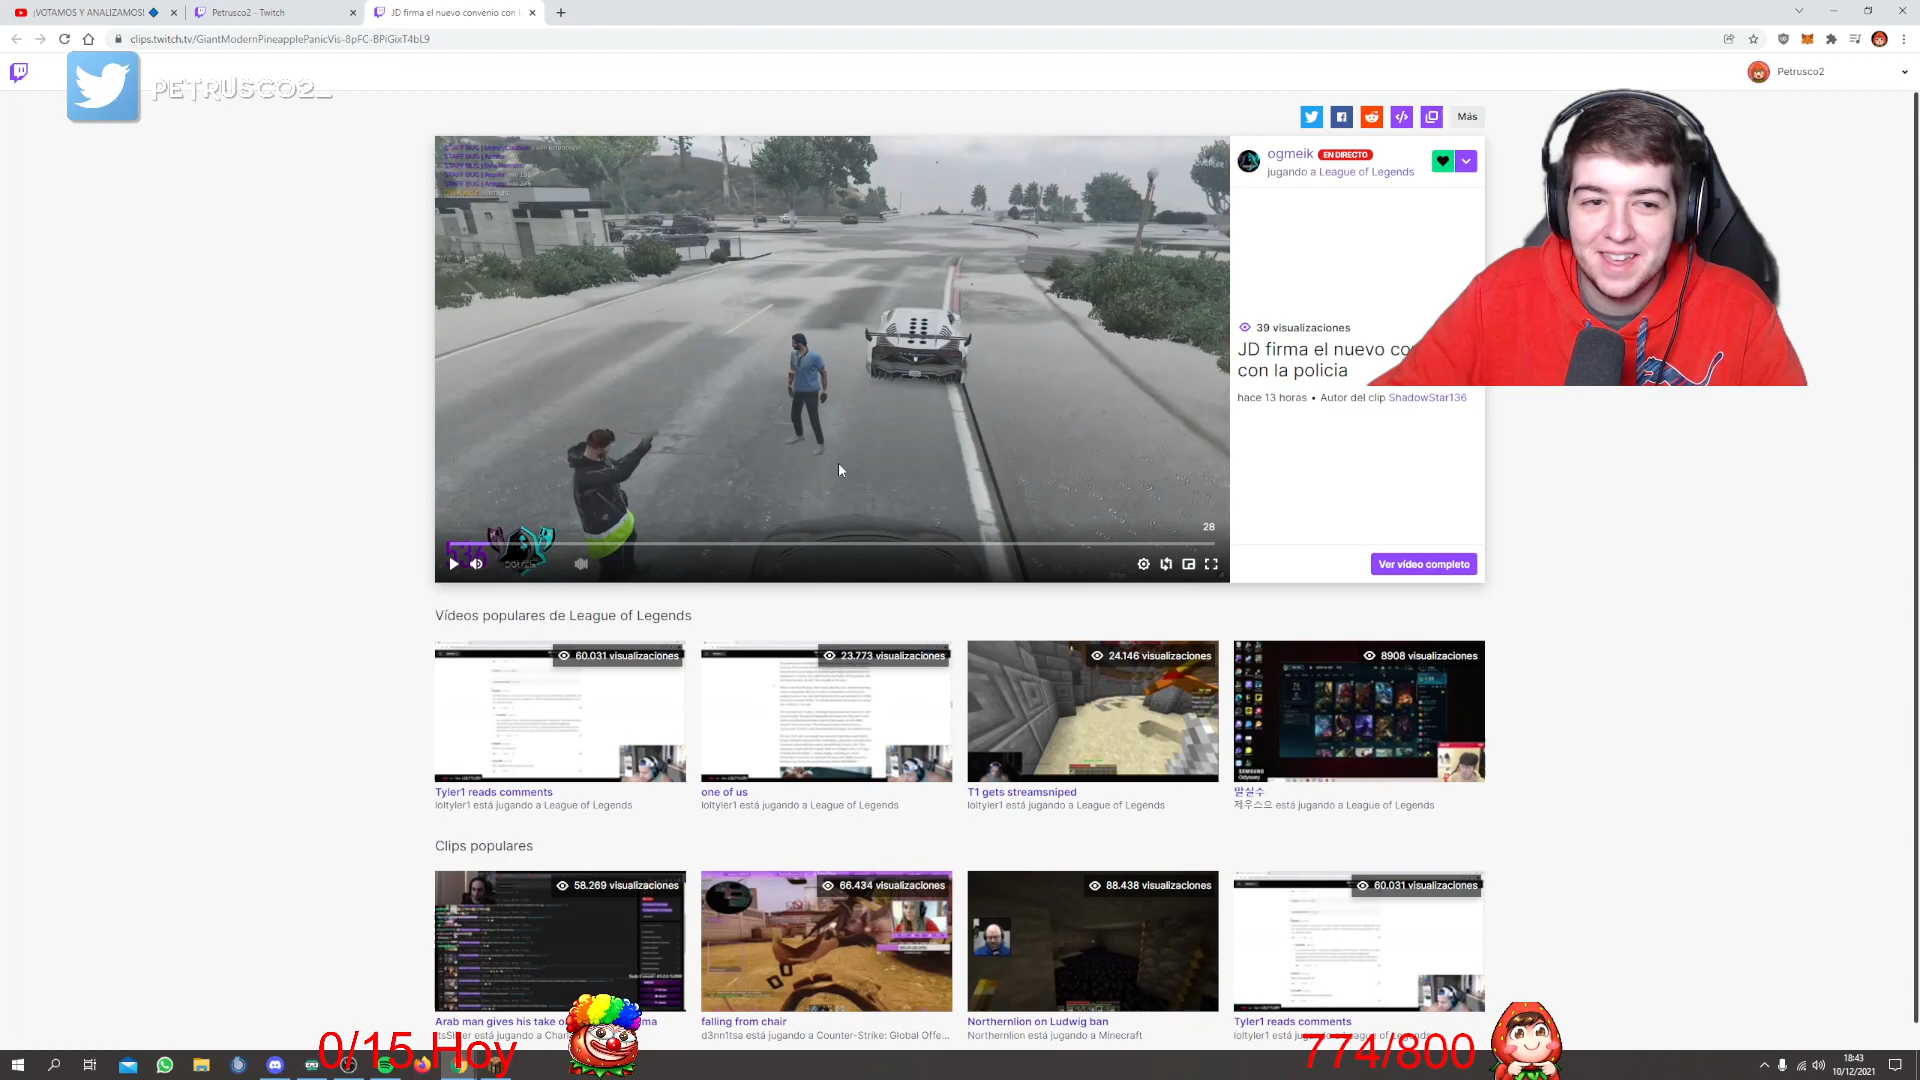 ¡VOTAMOS Y ANALIZAMOS!
Petrusco2 - Twitch
JD firma el nuevo convenio con l
clips.twitch.tv/GiantModernPineapplePanicVis-8pFC-BPiGixT4bL9
PETRUSCO2_
Petrusco2
Más
ogmeik EN DIRECTO
jugando a League of Legends
39 visualizaciones
JD firma el nuevo co
con la policia
hace 13 horas • Autor del clip ShadowStar136
28
536
Ver vídeo completo
Vídeos populares de League of Legends
60.031 visualizaciones
23.773 visualizaciones
24.146 visualizaciones
8908 visualizaciones
Tyler1 reads comments
one of us
T1 gets streamsniped
말실수
loltyler1 está jugando a League of Legends
loltyler1 está jugando a League of Legends
loltyler1 está jugando a League of Legends
제우스으 está jugando a League of Legends
Clips populares
58.269 visualizaciones
66.434 visualizaciones
88.438 visualizaciones
60.031 visualizaciones
Arab man gives his take o
falling from chair
Northernlion on Ludwig ban
Tyler1 reads comments
está jugando a
d3nn1tsa está jugando a Counter-Strike: Global Offe...
Northernlion está jugando a Minecraft
loltyler1 está jugando a
0/15 Hoy
774/800
18:43
10/12/2021